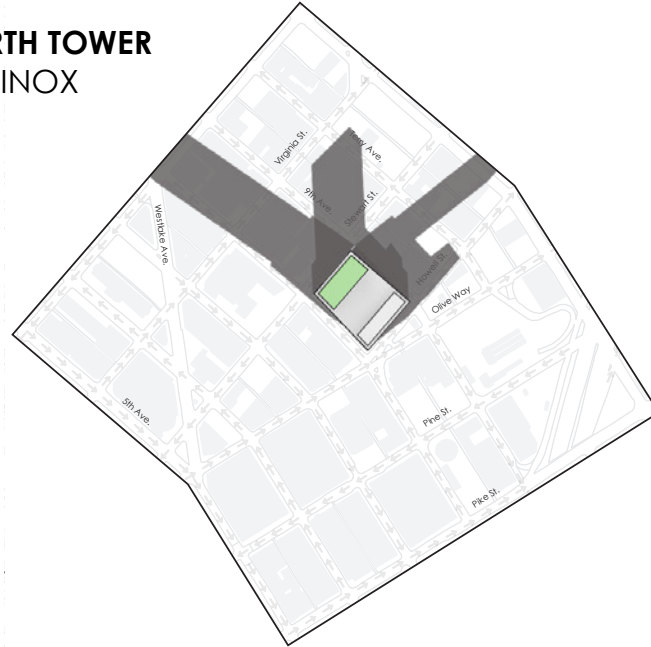 RTH TOWER
INOX
Virginia St.
Terry Ave.
9th Ave.
Stewart St.
Westlake Ave.
Howell St.
Olive Way
5th Ave.
Pine St.
Pike St.